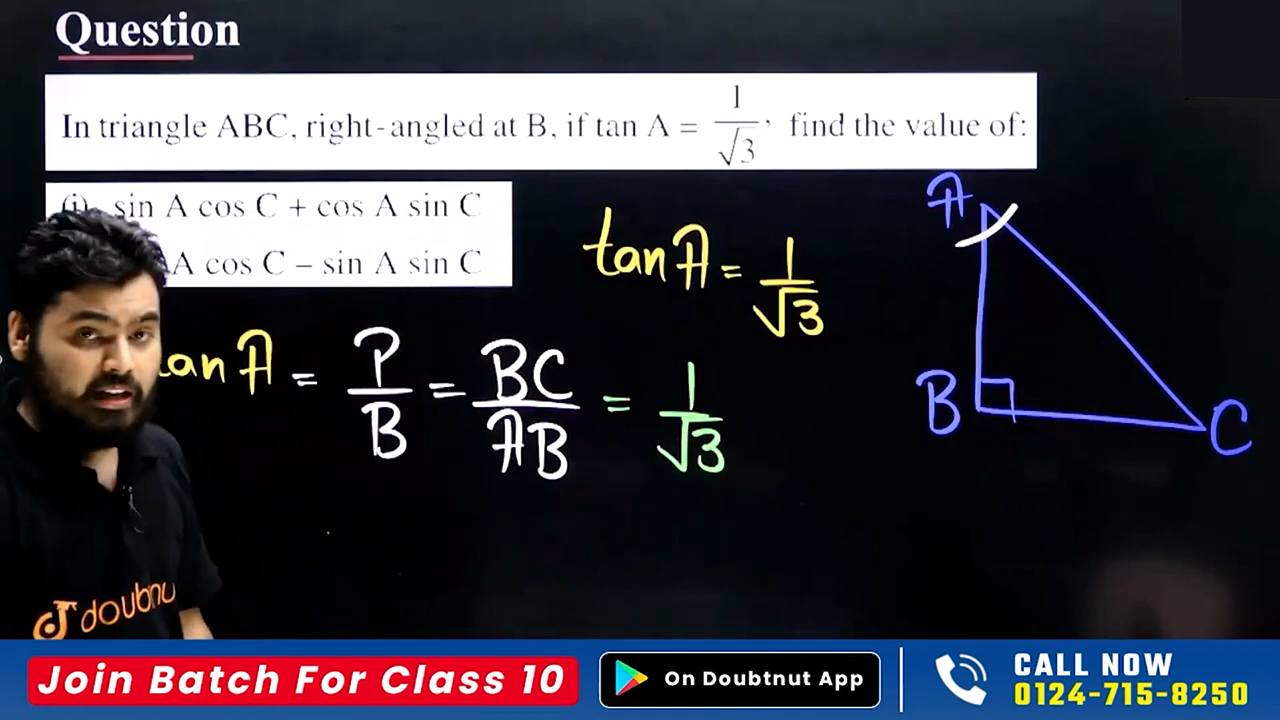 Question
In triangle ABC, right-angled at B, if tan A = 1/√3, find the value of:
(i) sin A cos C + cos A sin C
A cos C – sin A sin C
tan A = 1/√3
tan A = P/B = BC/AB = 1/√3
A
B
C
doubtnu
Join Batch For Class 10
On Doubtnut App
CALL NOW
0124-715-8250